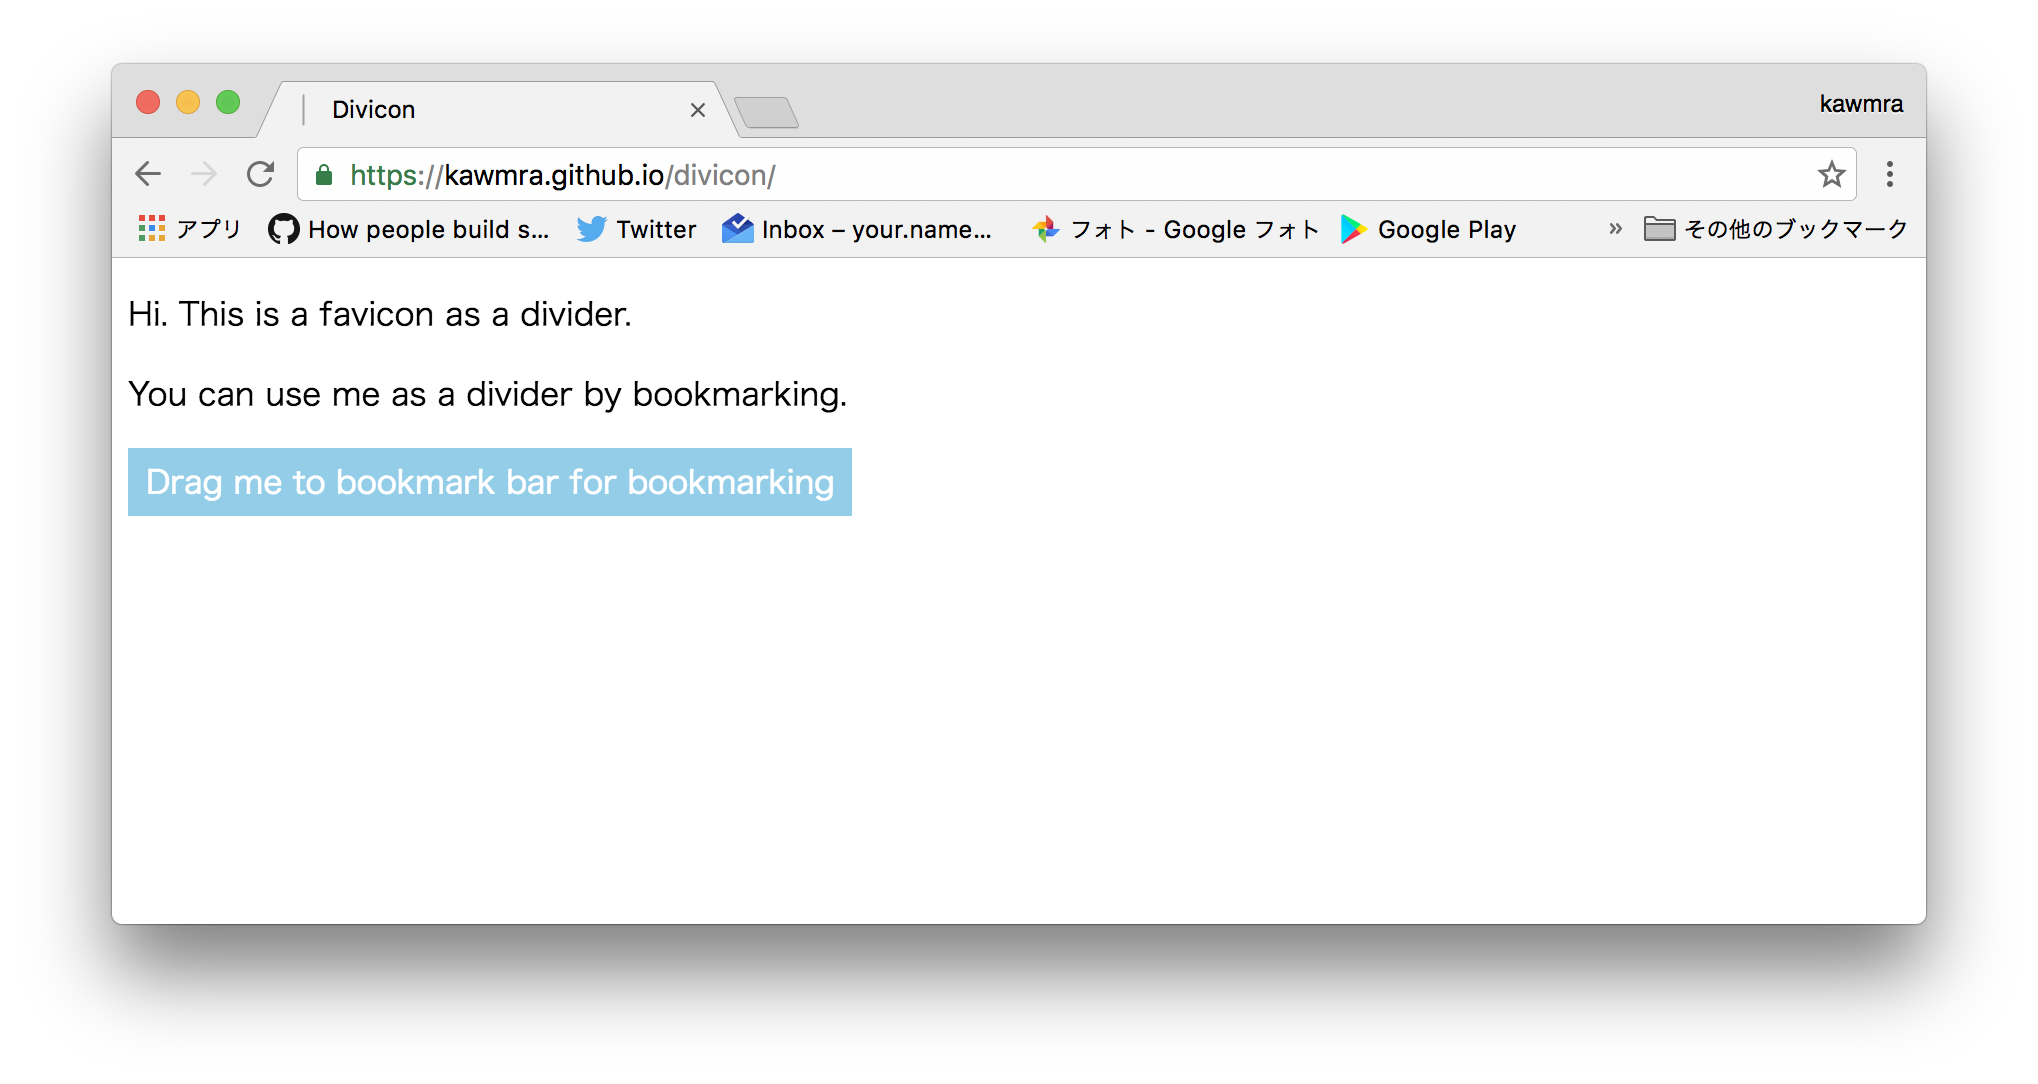 Divicon
kawmra
https://kawmra.github.io/divicon/
アプリ How people build s... Twitter Inbox – your.name... フォト - Google フォト Google Play » その他のブックマーク
Hi. This is a favicon as a divider.
You can use me as a divider by bookmarking.
Drag me to bookmark bar for bookmarking